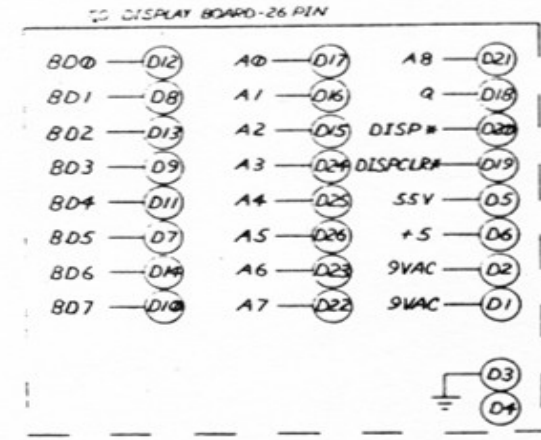 TO DISPLAY BOARD-26 PIN
BD0 D12 A0 D17 A8 D21
BD1 D8 A1 D16 Q D18
BD2 D13 A2 D15 DISP* D20
BD3 D9 A3 D24 DISPCLR* D19
BD4 D11 A4 D25 55V D5
BD5 D7 A5 D26 +5 D6
BD6 D14 A6 D23 9VAC D2
BD7 D10 A7 D22 9VAC D1
D3
D4